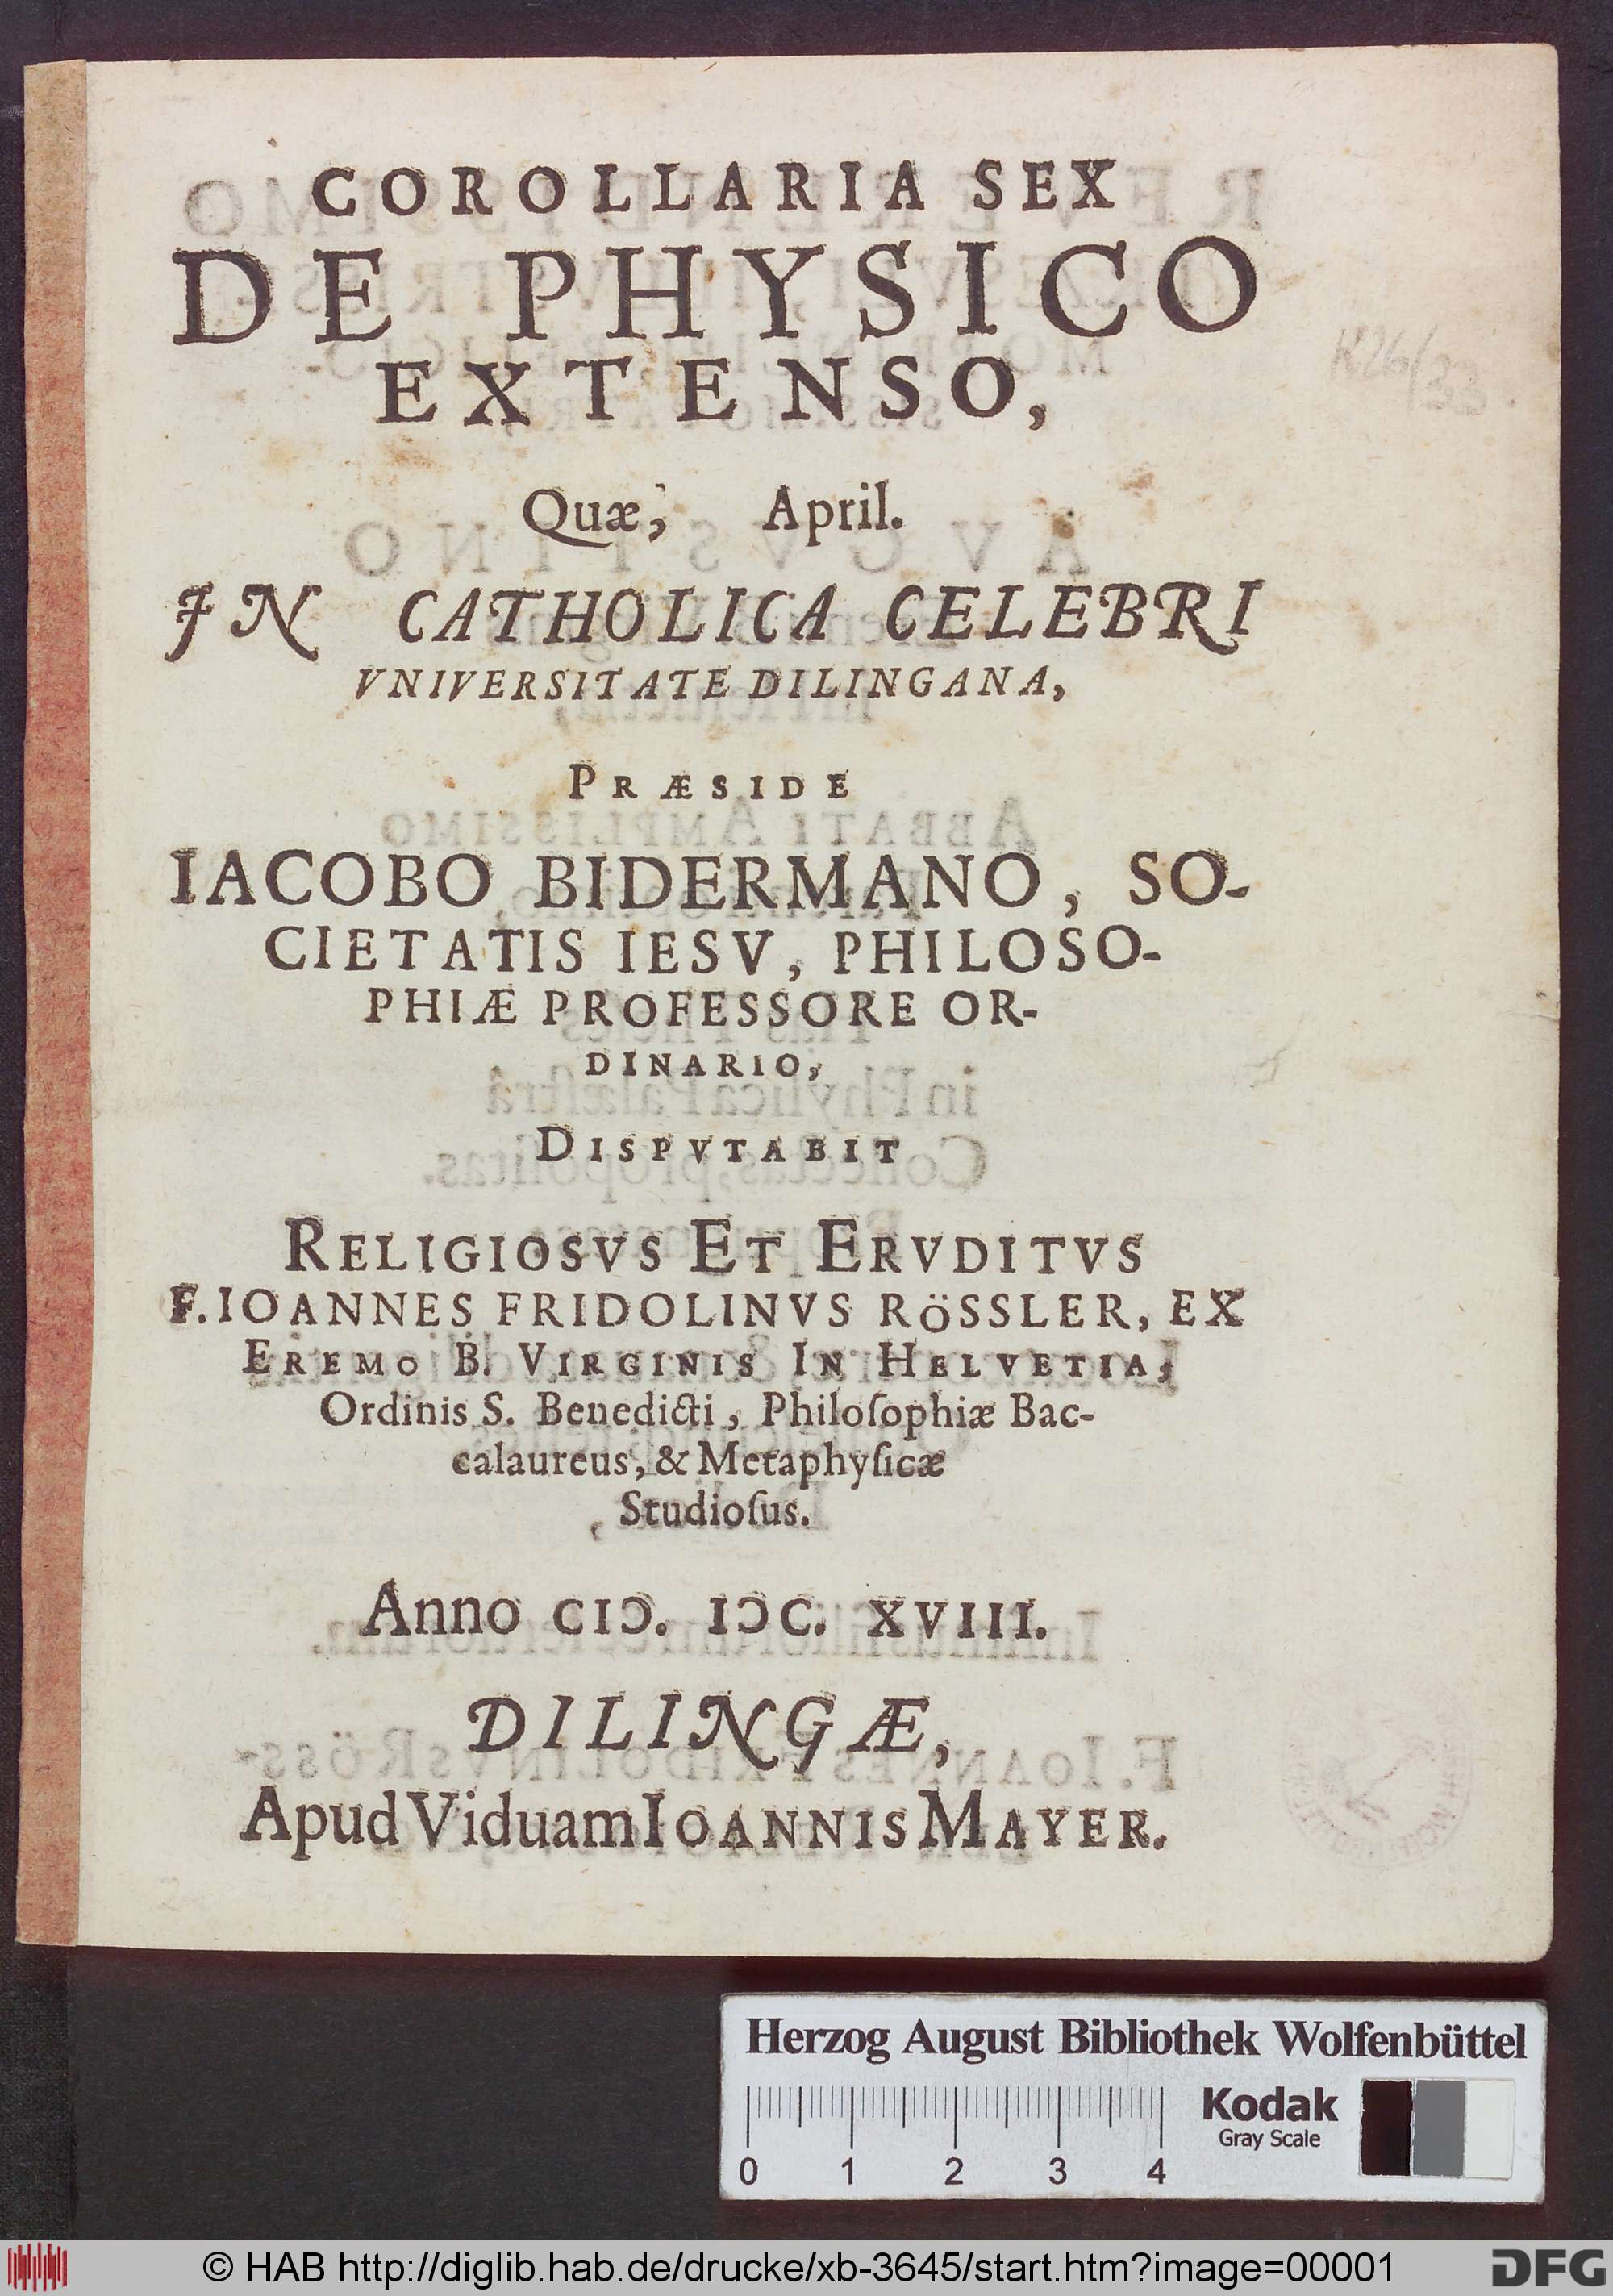 COROLLARIA SEX
DE PHYSICO
EXTENSO,
Quæ, April.
IN CATHOLICA CELEBRI
VNIVERSITATE DILINGANA,
PRÆSIDE
IACOBO BIDERMANO, SO-
CIETATIS IESV, PHILOSO-
PHIÆ PROFESSORE OR-
DINARIO,
DISPVTABIT
RELIGIOSVS ET ERVDITVS
F. IOANNES FRIDOLINVS RÖSSLER, EX
EREMO B. VIRGINIS IN HELVETIA,
Ordinis S. Benedicti, Philoſophiæ Bac-
calaureus, & Metaphyſicæ
Studioſus.
Anno CIↃ. IↃC. XVIII.
DILINGÆ,
Apud Viduam IOANNIS MAYER.
Herzog August Bibliothek Wolfenbüttel
Kodak
Gray Scale
0 1 2 3 4
© HAB http://diglib.hab.de/drucke/xb-3645/start.htm?image=00001
DFG